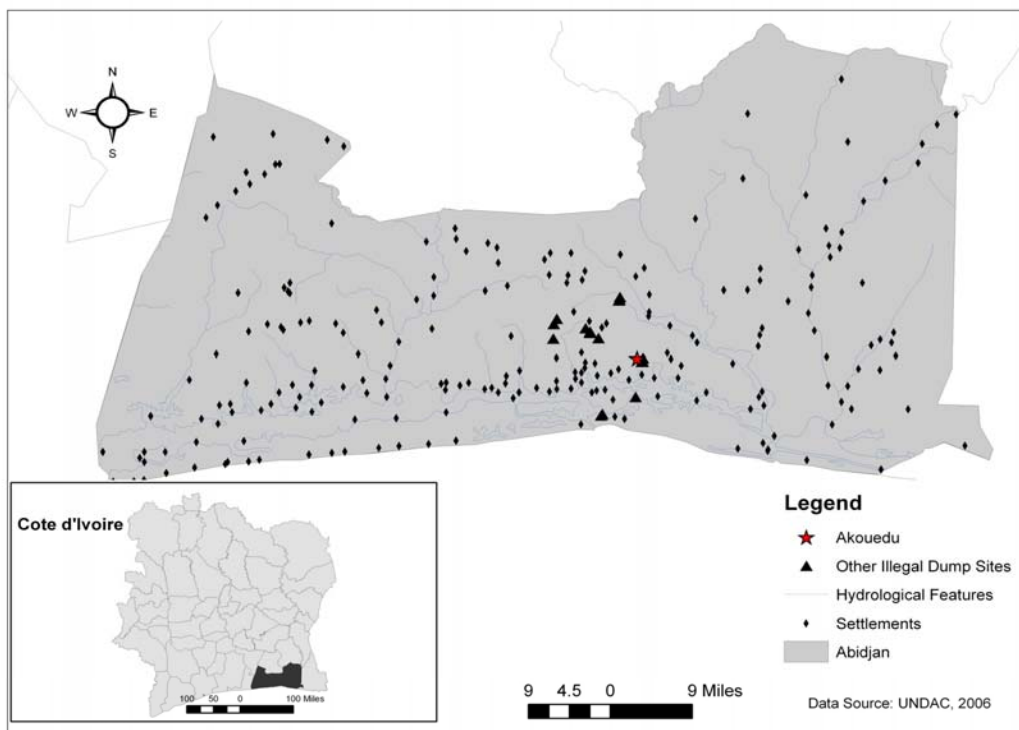 N
W E
S
Cote d'Ivoire
100 50 0 100 Miles
Legend
Akouedu
Other Illegal Dump Sites
Hydrological Features
Settlements
Abidjan
9 4.5 0 9 Miles
Data Source: UNDAC, 2006